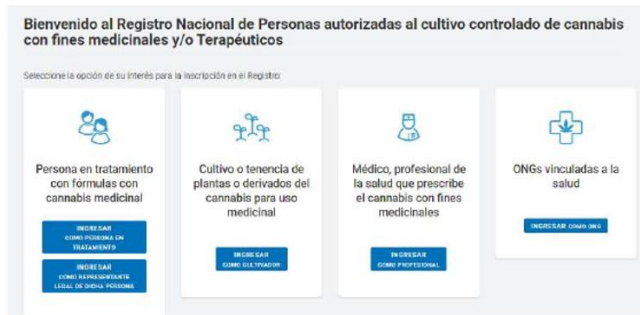 Bienvenido al Registro Nacional de Personas autorizadas al cultivo controlado de cannabis
con fines medicinales y/o Terapéuticos
Seleccione la opción de su interés para la inscripción en el Registro:
Persona en tratamiento
con fórmulas con
cannabis medicinal
INGRESAR
COMO PERSONA EN
TRATAMIENTO
INGRESAR
COMO REPRESENTANTE
LEGAL DE DICHA PERSONA
Cultivo o tenencia de
plantas o derivados del
cannabis para uso
medicinal
INGRESAR
COMO CULTIVADOR
Médico, profesional de
la salud que prescribe
el cannabis con fines
medicinales
INGRESAR
COMO PROFESIONAL
ONGs vinculadas a la
salud
INGRESAR COMO ONG